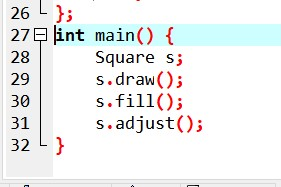 26 };
27 int main() {
28 Square s;
29 s.draw();
30 s.fill();
31 s.adjust();
32 }